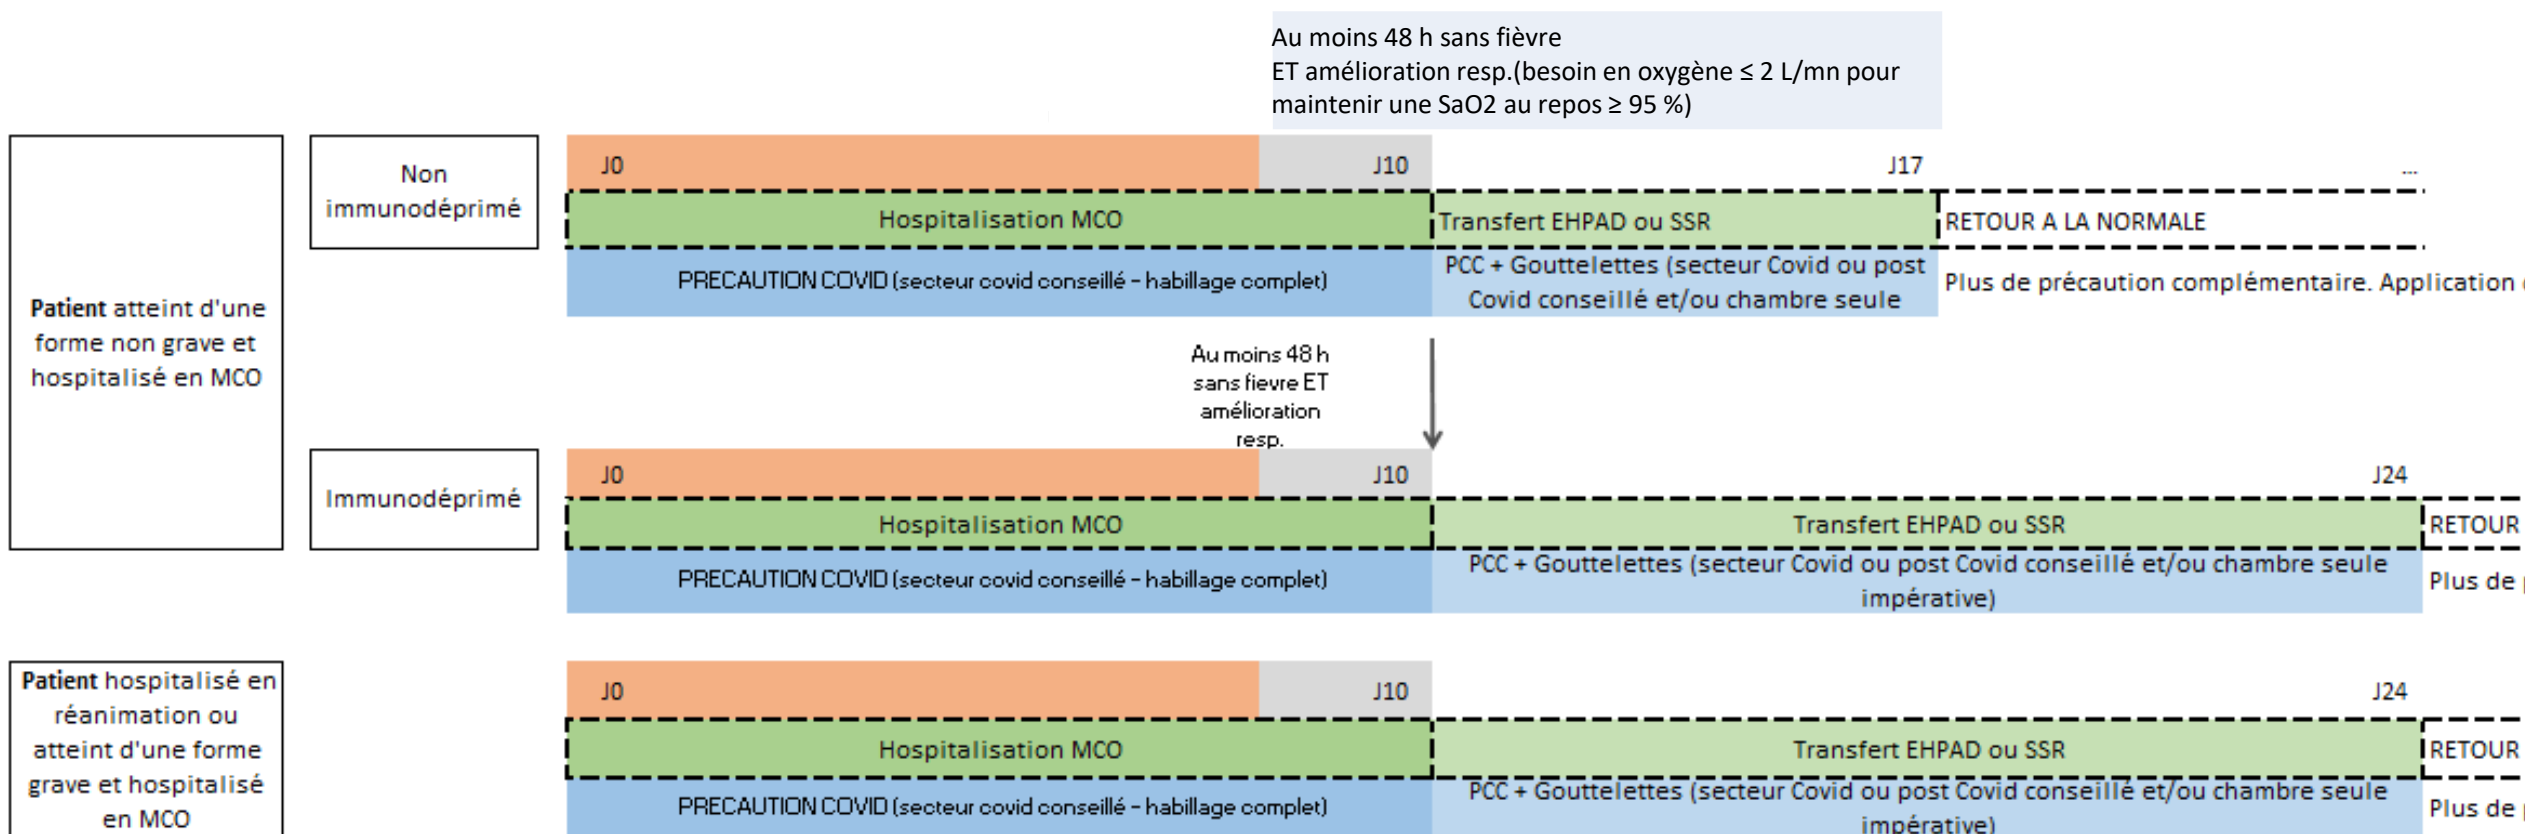 Au moins 48 h sans fièvre
ET amélioration resp.(besoin en oxygène ≤ 2 L/mn pour
maintenir une SaO2 au repos ≥ 95 %)
Patient atteint d'une
forme non grave et
hospitalisé en MCO
Non
immunodéprimé
J0
J10
J17
...
Hospitalisation MCO
Transfert EHPAD ou SSR
RETOUR A LA NORMALE
PRECAUTION COVID (secteur covid conseillé - habillage complet)
PCC + Gouttelettes (secteur Covid ou post
Covid conseillé et/ou chambre seule
Plus de précaution complémentaire. Application
Au moins 48 h
sans fievre ET
amélioration
resp.
Immunodéprimé
J0
J10
J24
Hospitalisation MCO
Transfert EHPAD ou SSR
RETOUR
PRECAUTION COVID (secteur covid conseillé - habillage complet)
PCC + Gouttelettes (secteur Covid ou post Covid conseillé et/ou chambre seule
impérative)
Plus de
Patient hospitalisé en
réanimation ou
atteint d'une forme
grave et hospitalisé
en MCO
J0
J10
J24
Hospitalisation MCO
Transfert EHPAD ou SSR
RETOUR
PRECAUTION COVID (secteur covid conseillé - habillage complet)
PCC + Gouttelettes (secteur Covid ou post Covid conseillé et/ou chambre seule
impérative)
Plus de